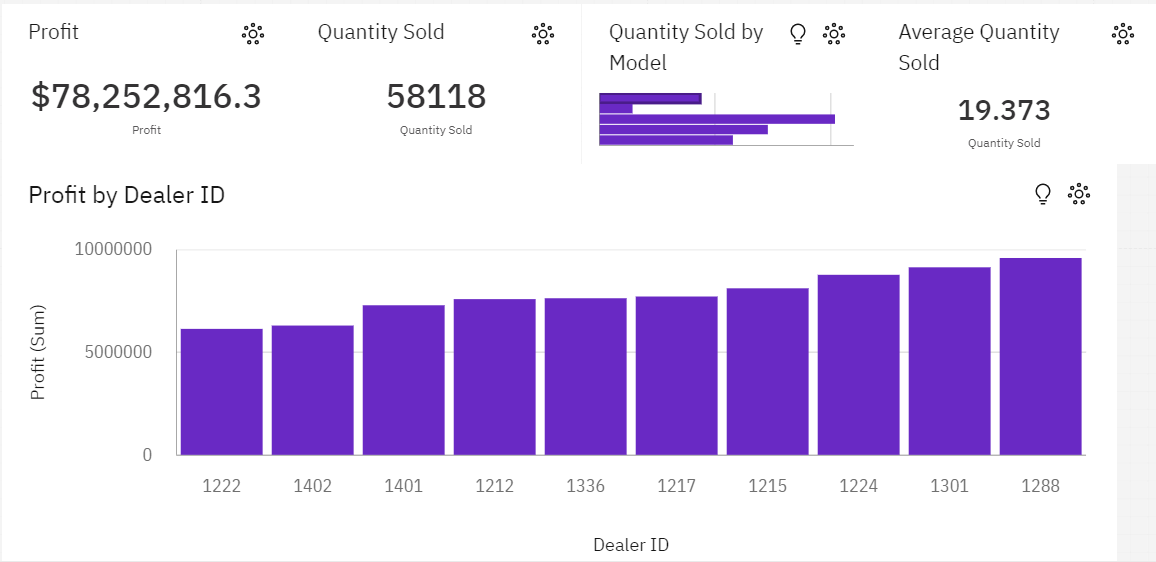 Profit
$78,252,816.3
Profit
Quantity Sold
58118
Quantity Sold
Quantity Sold by
Model
Average Quantity
Sold
19.373
Quantity Sold
Profit by Dealer ID
Profit (Sum)
10000000
5000000
0
1222 1402 1401 1212 1336 1217 1215 1224 1301 1288
Dealer ID